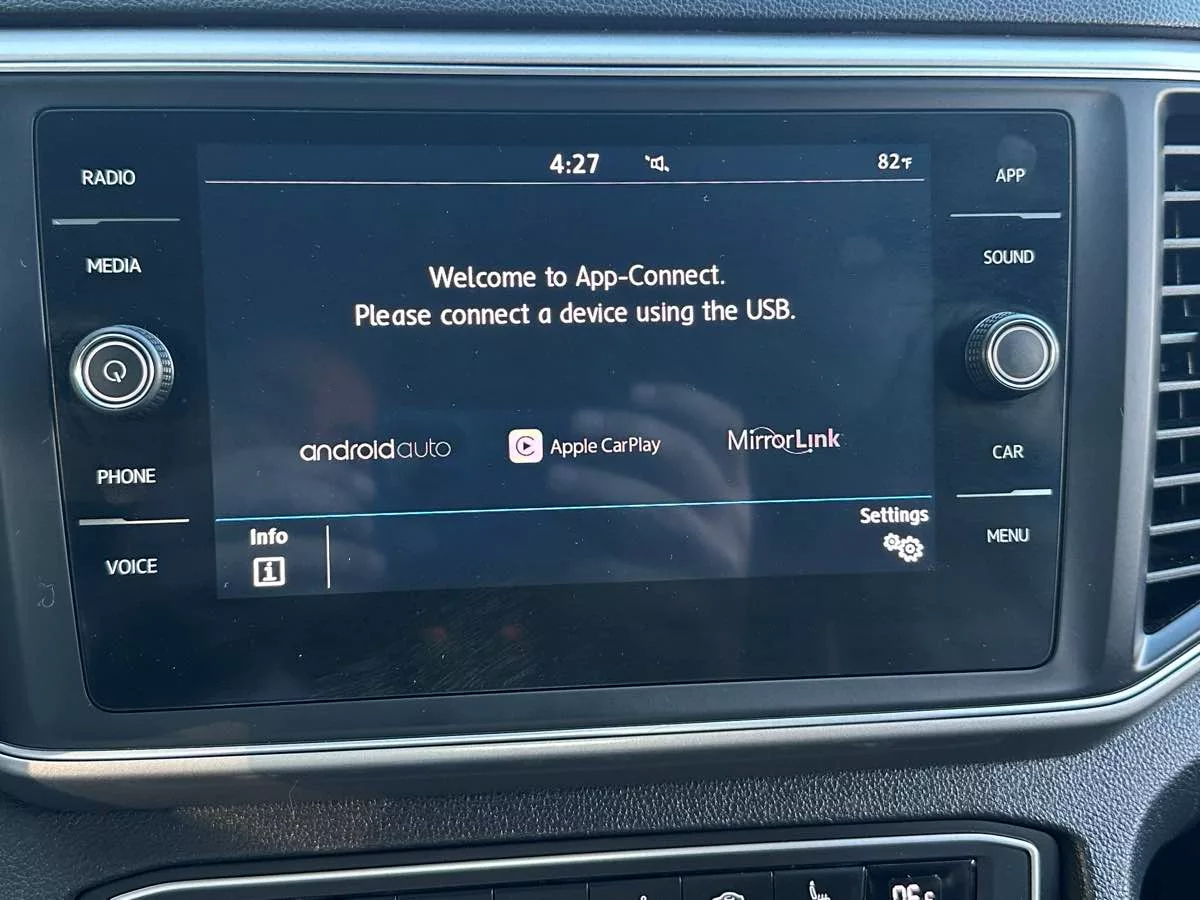 RADIO
MEDIA
PHONE
VOICE
4:27
82°F
Welcome to App-Connect.
Please connect a device using the USB.
androidauto
Apple CarPlay
MirrorLink
Info
Settings
APP
SOUND
CAR
MENU